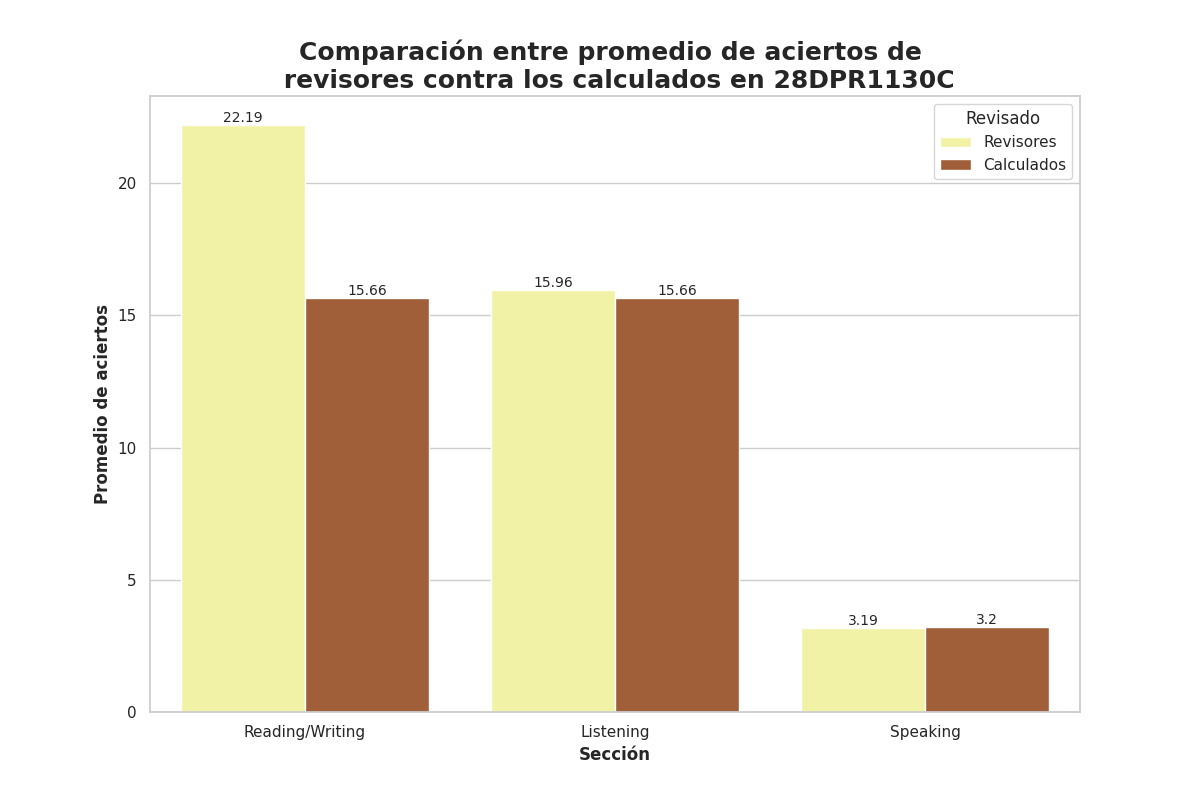 Comparación entre promedio de aciertos de
revisores contra los calculados en 28DPR1130C
Revisado
Revisores
Calculados
22.19
15.66
15.96
15.66
3.19
3.2
20
15
10
5
0
Promedio de aciertos
Reading/Writing
Listening
Speaking
Sección